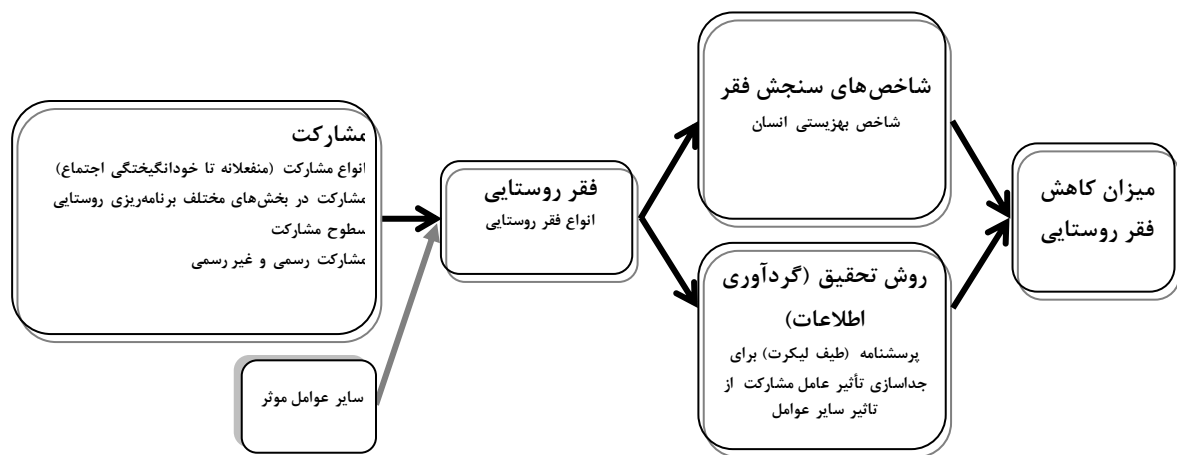 مشارکت
انواع مشارکت (منفعلانه تا خودانگیختگی اجتماع)
مشارکت در بخش‌های مختلف برنامه‌ریزی روستایی
سطوح مشارکت
مشارکت رسمی و غیر رسمی
سایر عوامل موثر
فقر روستایی
انواع فقر روستایی
شاخص‌های سنجش فقر
شاخص بهزیستی انسان
روش تحقیق (گردآوری
اطلاعات)
پرسشنامه (طیف لیکرت) برای
جداسازی تأثیر عامل مشارکت از
تاثیر سایر عوامل
میزان کاهش
فقر روستایی